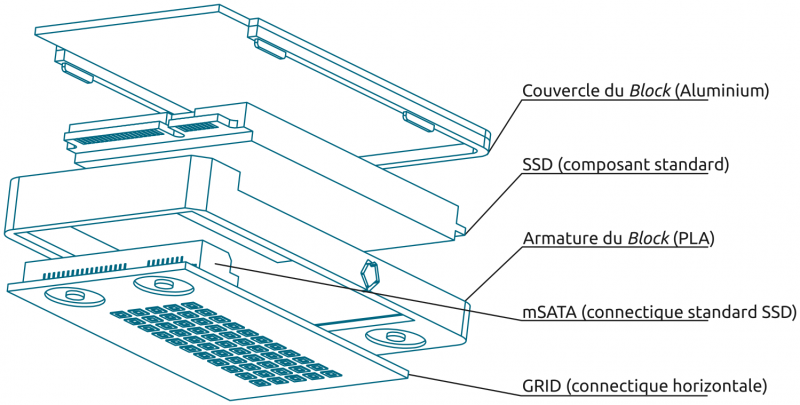 Couvercle du Block (Aluminium)
SSD (composant standard)
Armature du Block (PLA)
mSATA (connectique standard SSD)
GRID (connectique horizontale)